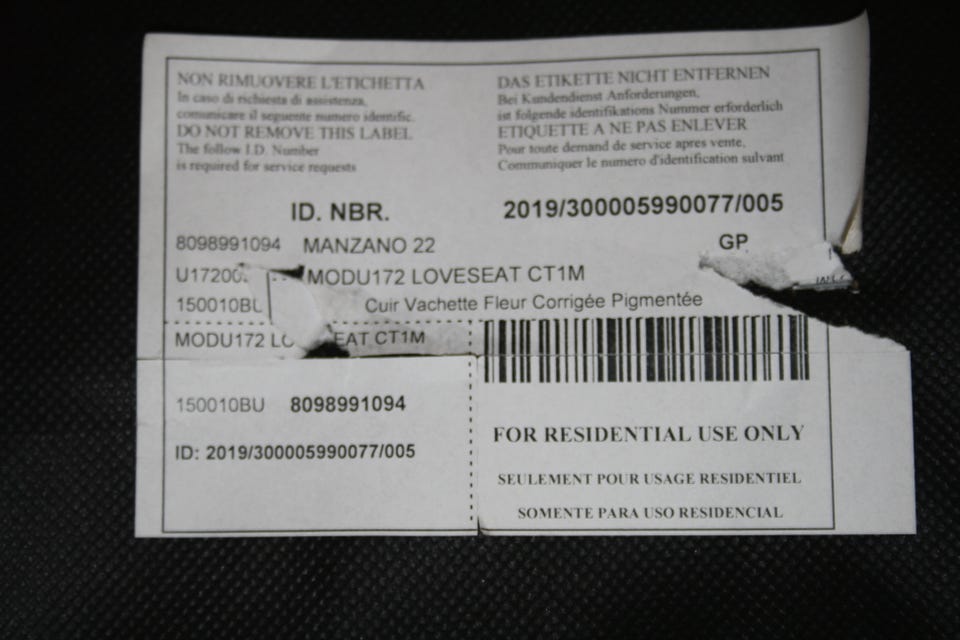 NON RIMUOVERE L'ETICHETTA
In caso di richiesta di assistenza,
comunicare il seguente numero identific.
DO NOT REMOVE THIS LABEL
The follow I.D. Number
is required for service requests
DAS ETIKETTE NICHT ENTFERNEN
Bei Kundendienst Anforderungen,
ist folgende identifikations Nummer erforderlich
ETIQUETTE A NE PAS ENLEVER
Pour toute demand de service apres vente,
Communiquer le numero d'identification sulvant
ID. NBR. 2019/300005990077/005
8098991094 MANZANO 22 GP
MODU172 LOVESEAT CT1M
150010BU Cuir Vachette Fleur Corrigée Pigmentée
MODU172 EAT CT1M
150010BU 8098991094
ID: 2019/300005990077/005
FOR RESIDENTIAL USE ONLY
SEULEMENT POUR USAGE RESIDENTIEL
SOMENTE PARA USO RESIDENCIAL